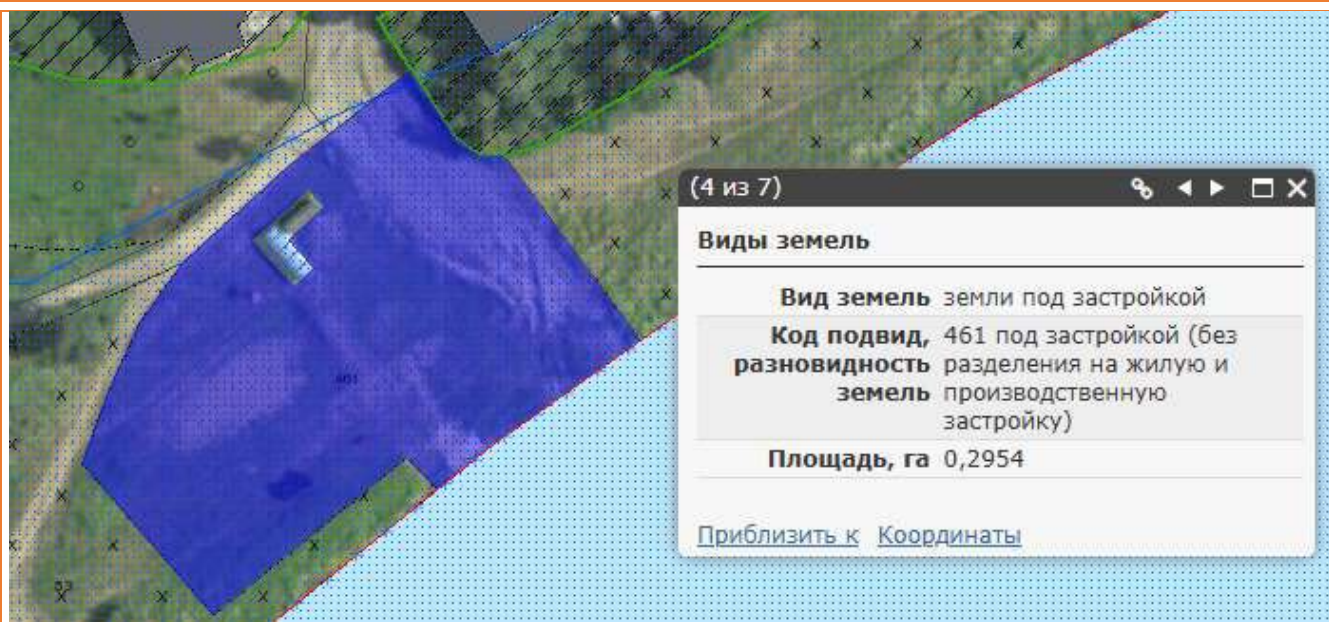 (4 из 7)
Виды земель
Вид земель земли под застройкой
Код подвид, 461 под застройкой (без
разновидность разделения на жилую и
земель производственную
застройку)
Площадь, га 0,2954
Приблизить к Координаты
461
53